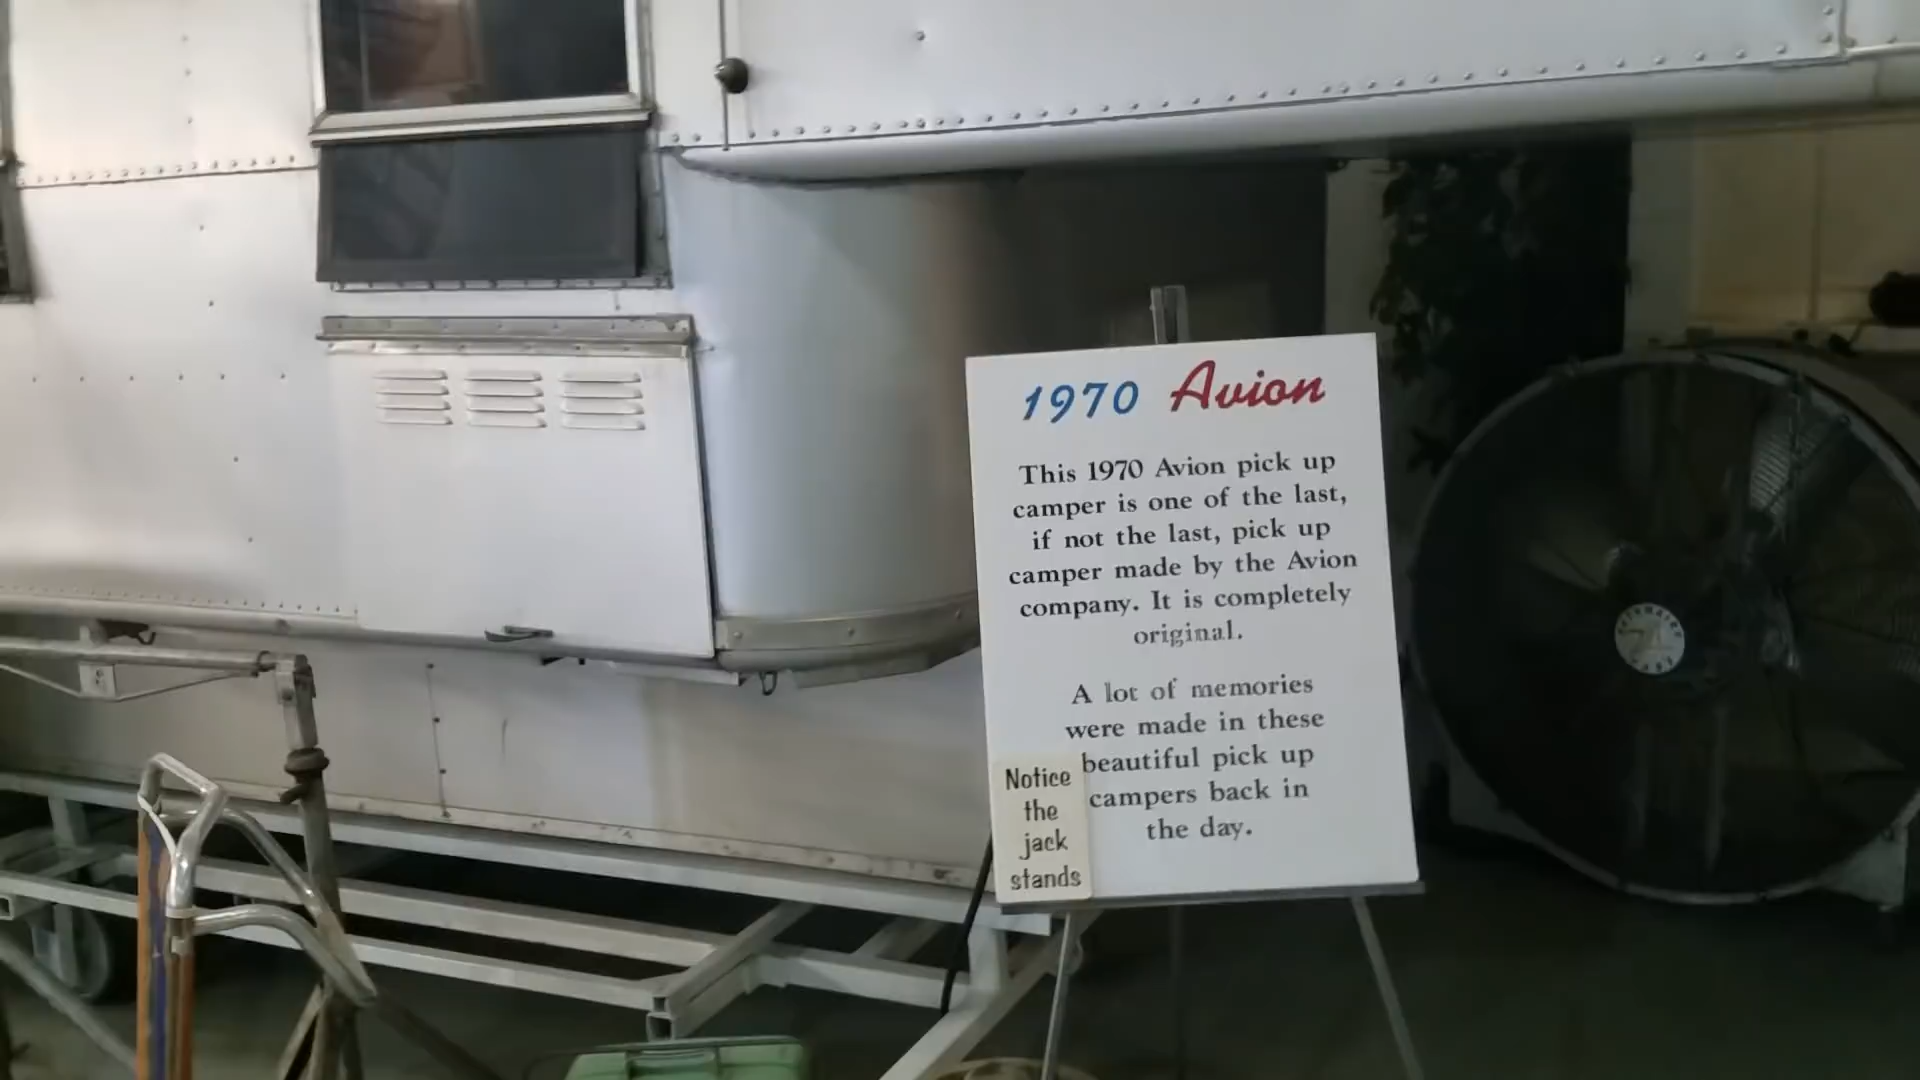 1970 Avion
This 1970 Avion pick up
camper is one of the last,
if not the last, pick up
camper made by the Avion
company. It is completely
original.
A lot of memories
were made in these
beautiful pick up
campers back in
the day.
Notice
the
jack
stands